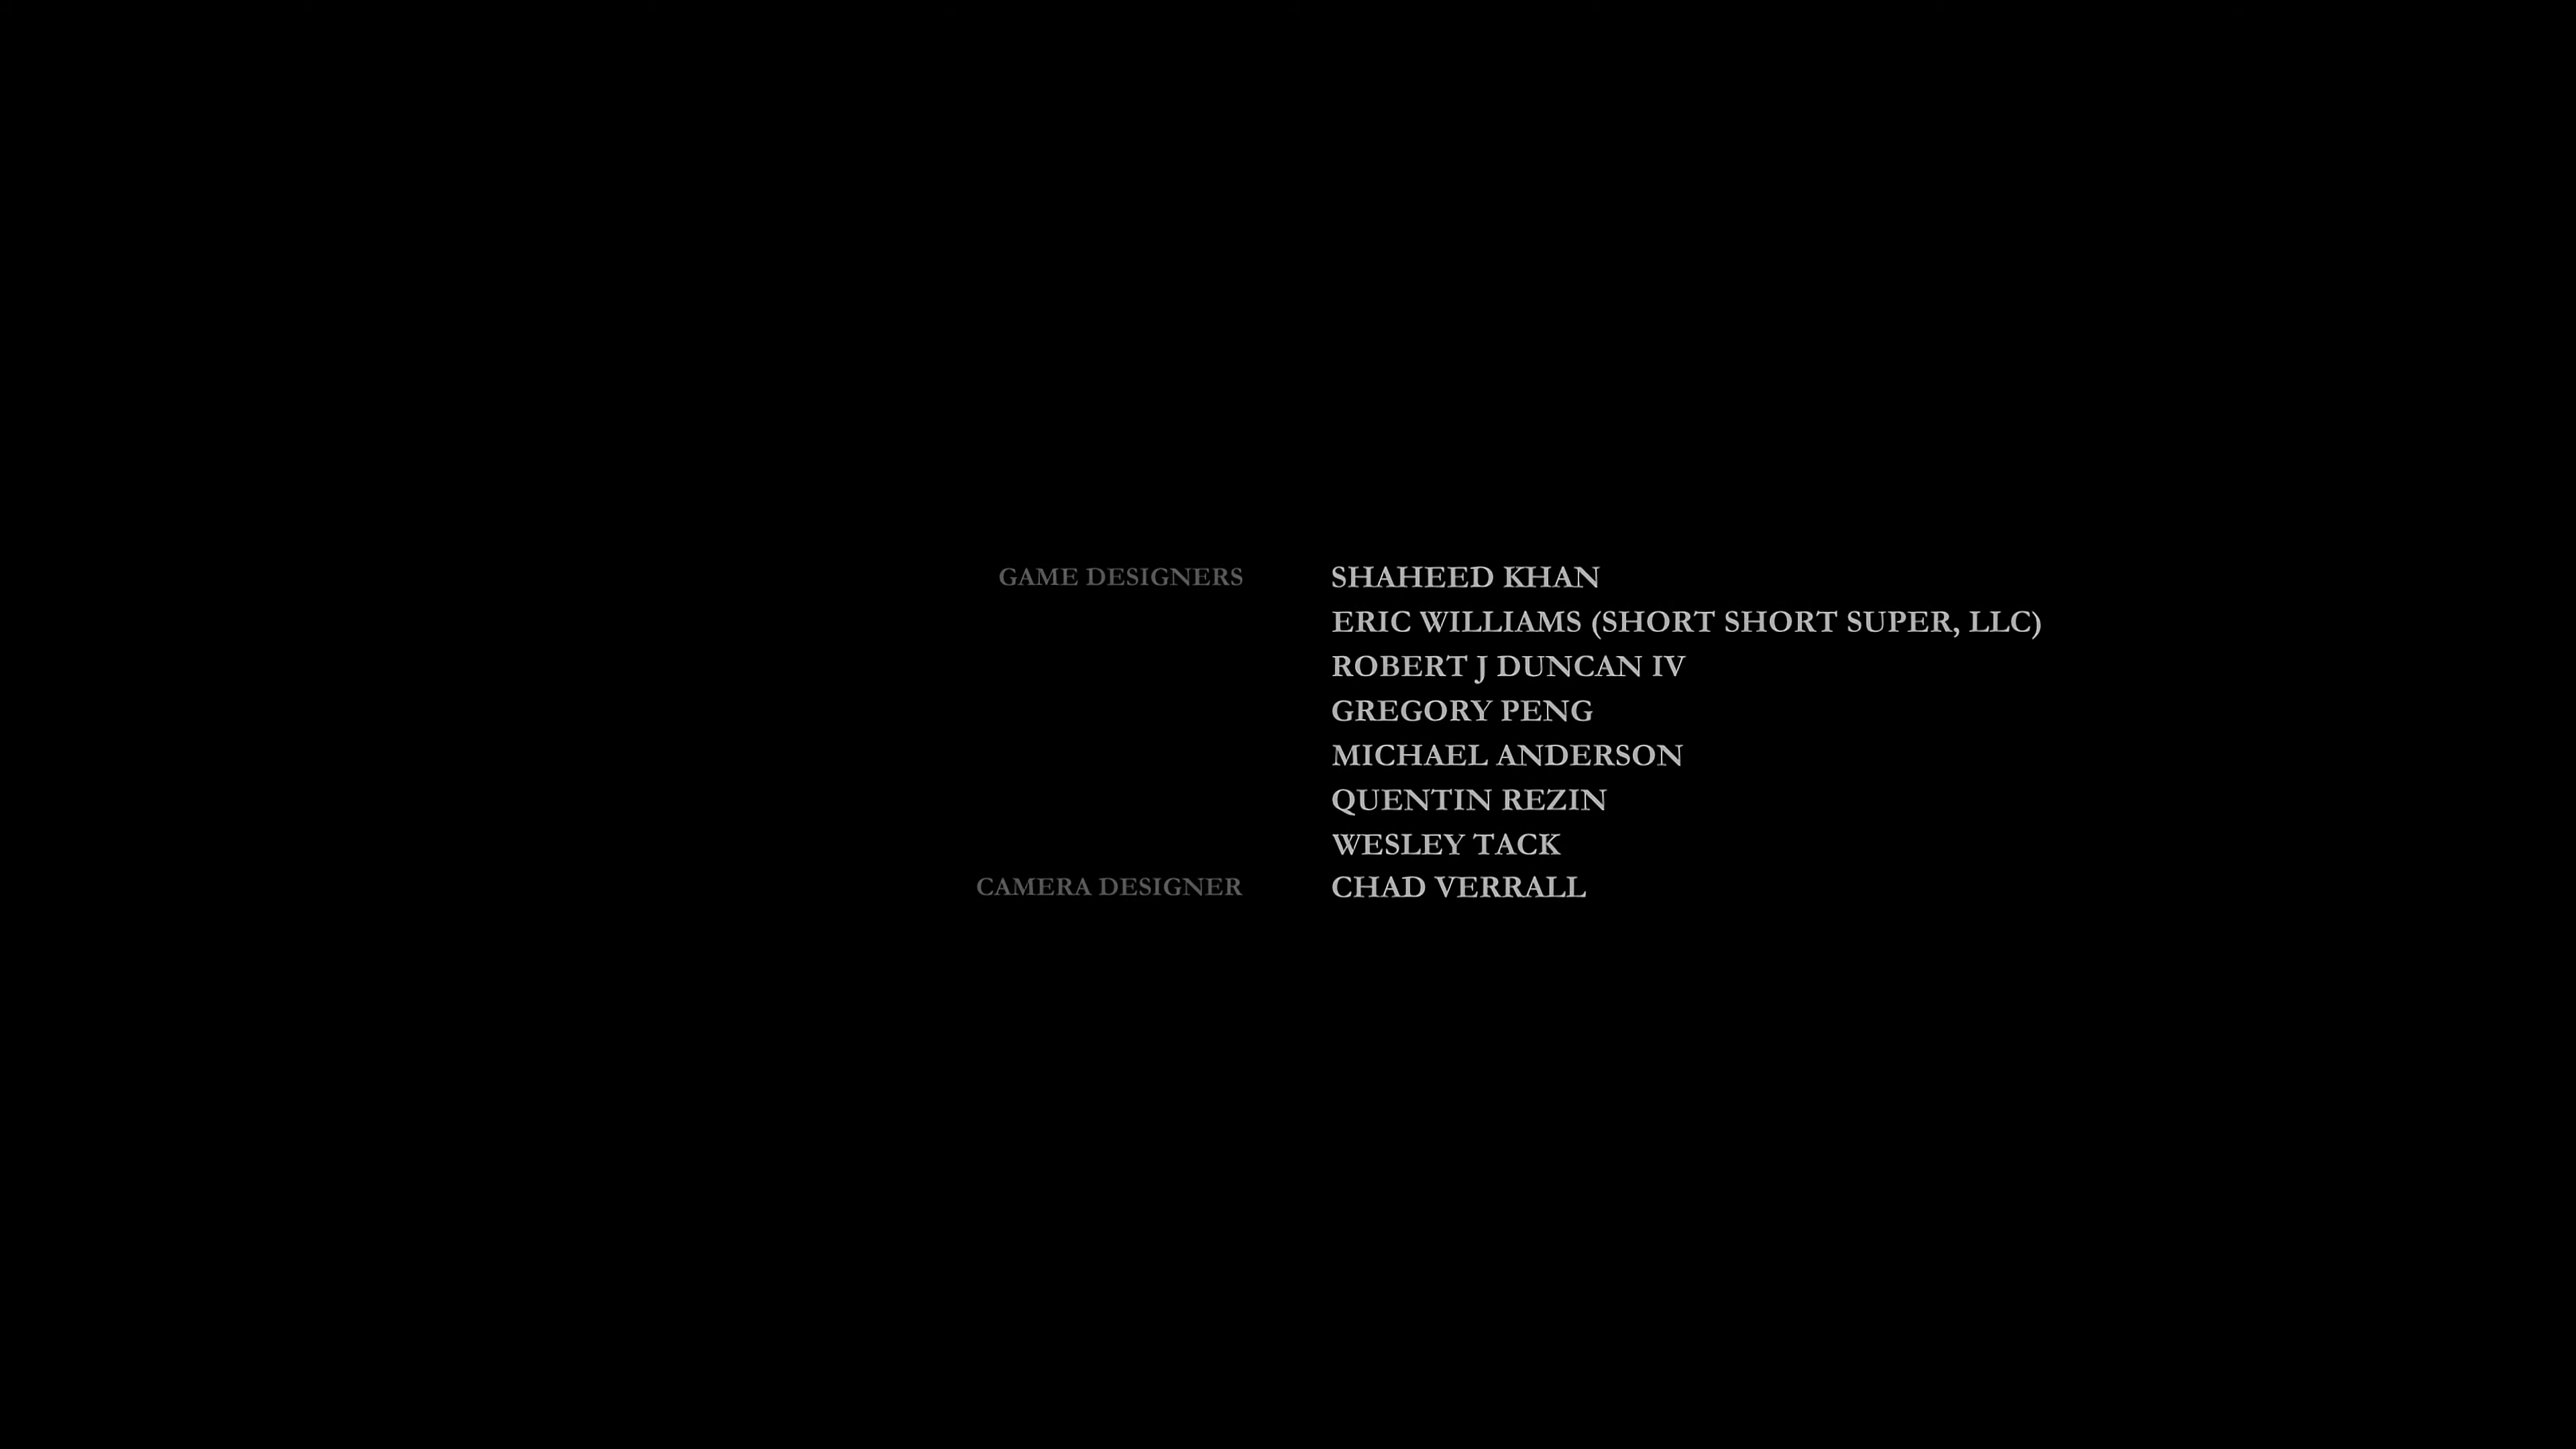 GAME DESIGNERS SHAHEED KHAN
ERIC WILLIAMS (SHORT SHORT SUPER, LLC)
ROBERT J DUNCAN IV
GREGORY PENG
MICHAEL ANDERSON
QUENTIN REZIN
WESLEY TACK
CAMERA DESIGNER CHAD VERRALL